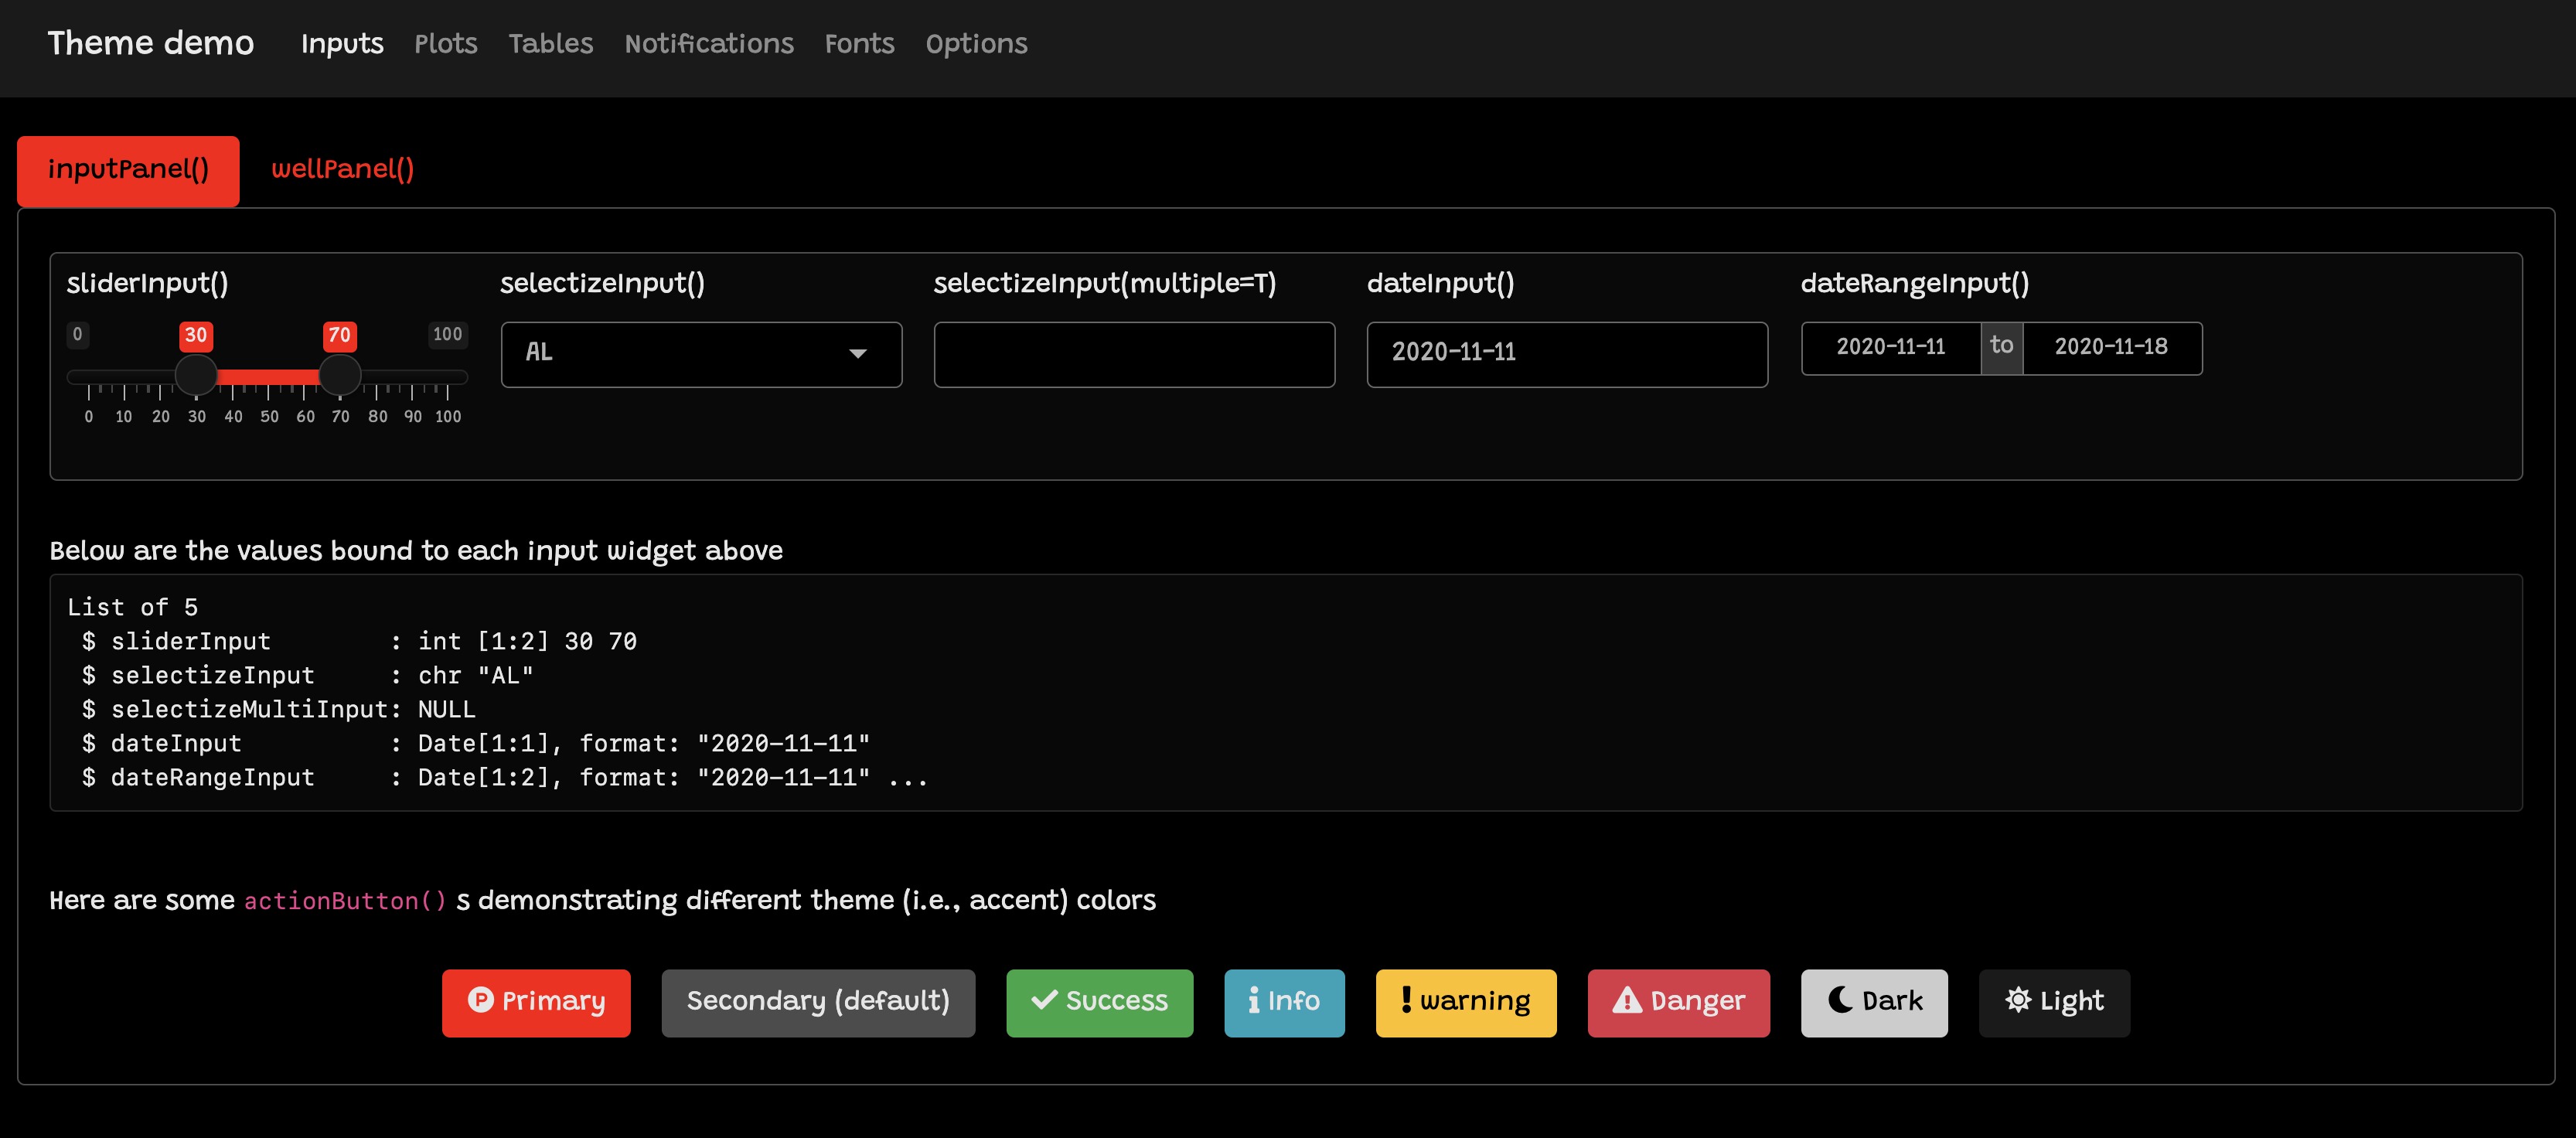 Theme demo Inputs Plots Tables Notifications Fonts Options
inputPanel() wellPanel()
sliderInput() selectizeInput() selectizeInput(multiple=T) dateInput() dateRangeInput()
0 30 70 100
AL 2020-11-11 2020-11-11 to 2020-11-18
0 10 20 30 40 50 60 70 80 90 100
Below are the values bound to each input widget above
List of 5
 $ sliderInput        : int [1:2] 30 70
 $ selectizeInput     : chr "AL"
 $ selectizeMultiInput: NULL
 $ dateInput          : Date[1:1], format: "2020-11-11"
 $ dateRangeInput     : Date[1:2], format: "2020-11-11" ...
Here are some actionButton() s demonstrating different theme (i.e., accent) colors
Primary Secondary (default) Success Info warning Danger Dark Light